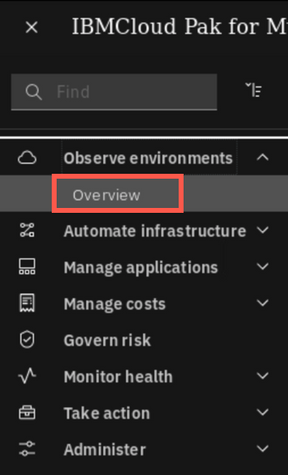 IBMCloud Pak for
Find
Observe environments
Overview
Automate infrastructure
Manage applications
Manage costs
Govern risk
Monitor health
Take action
Administer